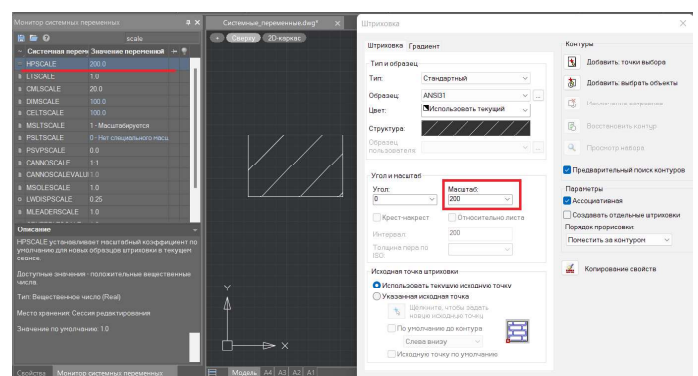 Монитор системных переменных
scale
Системная перем Значение переменной
HPSCALE 200.0
LTSCALE 1.0
CMLSCALE 20.0
DIMSCALE 100.0
CELTSCALE 100.0
MSLTSCALE 1 - Масштабируется
PSLTSCALE 0 - Нет специального масш
PSVPSCALE 0.0
CANNOSCALE 1:1
CANNOSCALEVALU 1.0
MSOLESCALE 1.0
LWDISPSCALE 0.25
MLEADERSCALE 1.0
Описание
HPSCALE устанавливает масштабный коэффициент по
умолчанию для новых образцов штриховки в текущем
сеансе.
Доступные значения - положительные вещественные
числа.
Тип: Вещественное число (Real)
Место хранения: Сессия редактирования
Значение по умолчанию: 1.0
Свойства Монитор системных переменных
Системные_переменные.dwg*
Сверху 2D-каркас
Y
X
Модель A4 A3 A2 A1
Штриховка
Штриховка Градиент
Тип и образец
Тип: Стандартный
Образец: ANSI31
Цвет: Использовать текущий
Структура:
Образец
пользователя:
Угол и масштаб
Угол: Масштаб:
0 200
Крест-накрест Относительно листа
Интервал: 200
Толщина пера по
ISO:
Исходная точка штриховки
Использовать текущую исходную точку
Указанная исходная точка
Щелкните, чтобы задать
новую исходную точку
По умолчанию до контура
Слева внизу
Исходную точку по умолчанию
Контуры
Добавить: точки выбора
Добавить: выбрать объекты
Восстановить контур
Просмотр набора
Предварительный поиск контуров
Параметры
Ассоциативная
Создавать отдельные штриховки
Порядок прорисовки:
Поместить за контуром
Копирование свойств